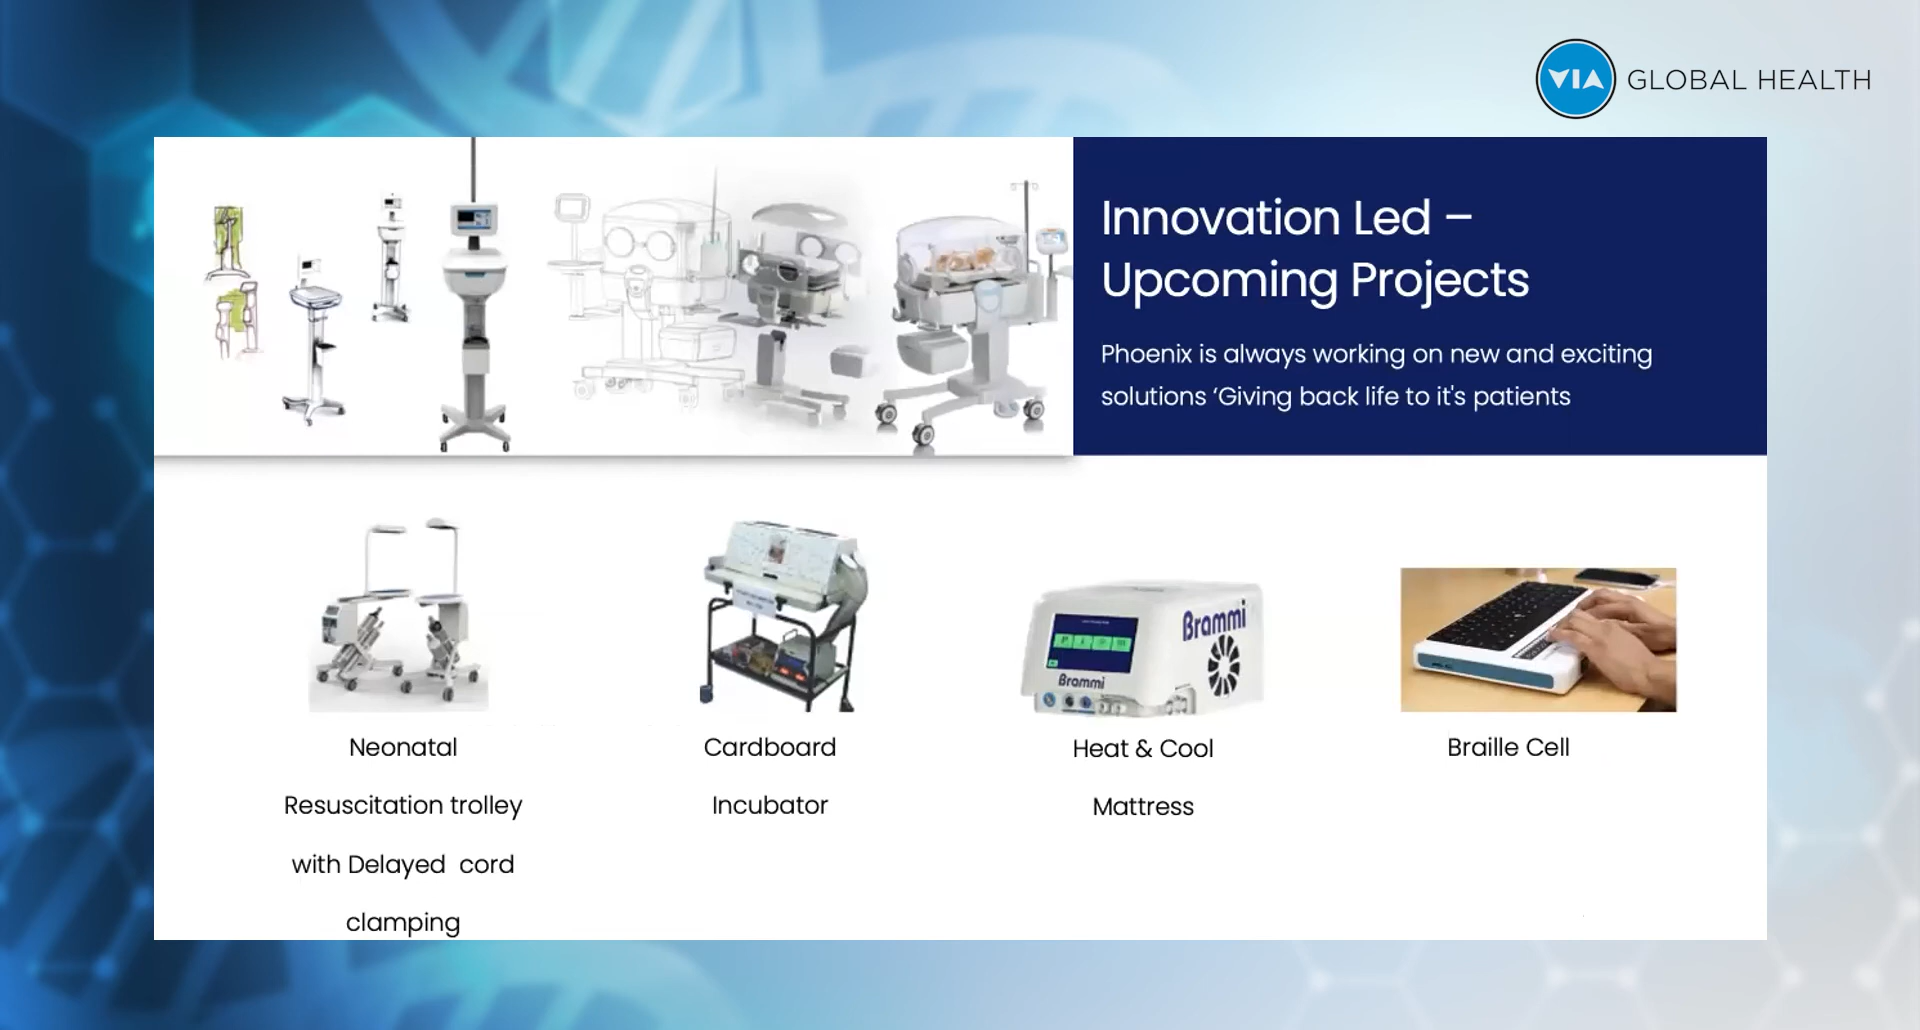 VIA GLOBAL HEALTH
Innovation Led –
Upcoming Projects
Phoenix is always working on new and exciting
solutions ‘Giving back life to it's patients
Brammi
Brammi
Neonatal
Resuscitation trolley
with Delayed cord
clamping
Cardboard
Incubator
Heat & Cool
Mattress
Braille Cell